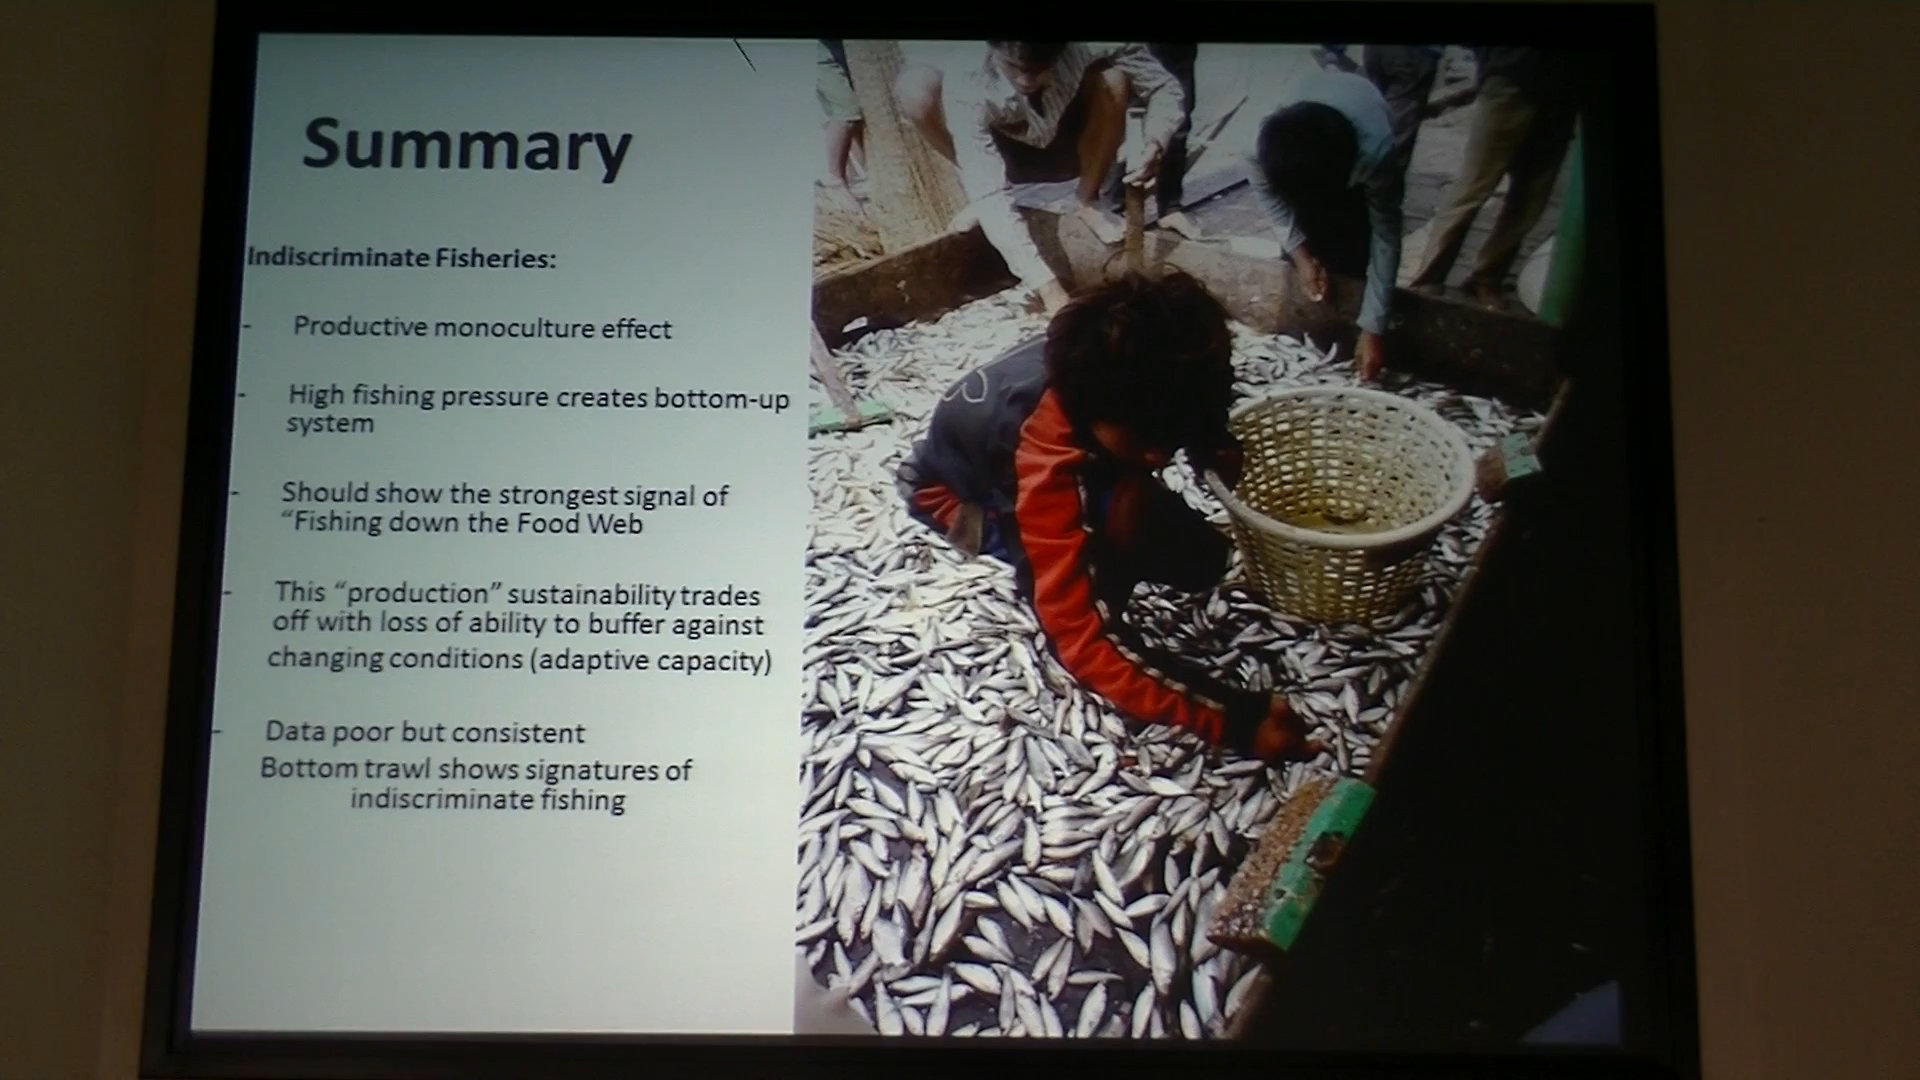 Summary
Indiscriminate Fisheries:
- Productive monoculture effect
- High fishing pressure creates bottom-up
system
- Should show the strongest signal of
“Fishing down the Food Web
- This “production” sustainability trades
off with loss of ability to buffer against
changing conditions (adaptive capacity)
- Data poor but consistent
Bottom trawl shows signatures of
indiscriminate fishing